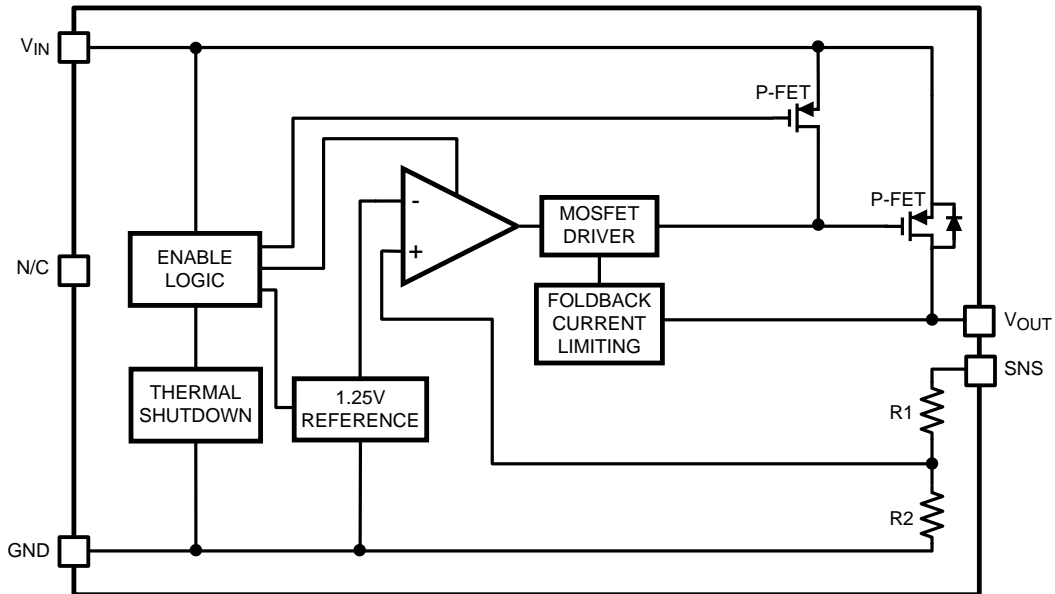 VIN
P-FET
P-FET
-
+
MOSFET
DRIVER
N/C
ENABLE
LOGIC
FOLDBACK
CURRENT
LIMITING
VOUT
SNS
THERMAL
SHUTDOWN
1.25V
REFERENCE
R1
R2
GND